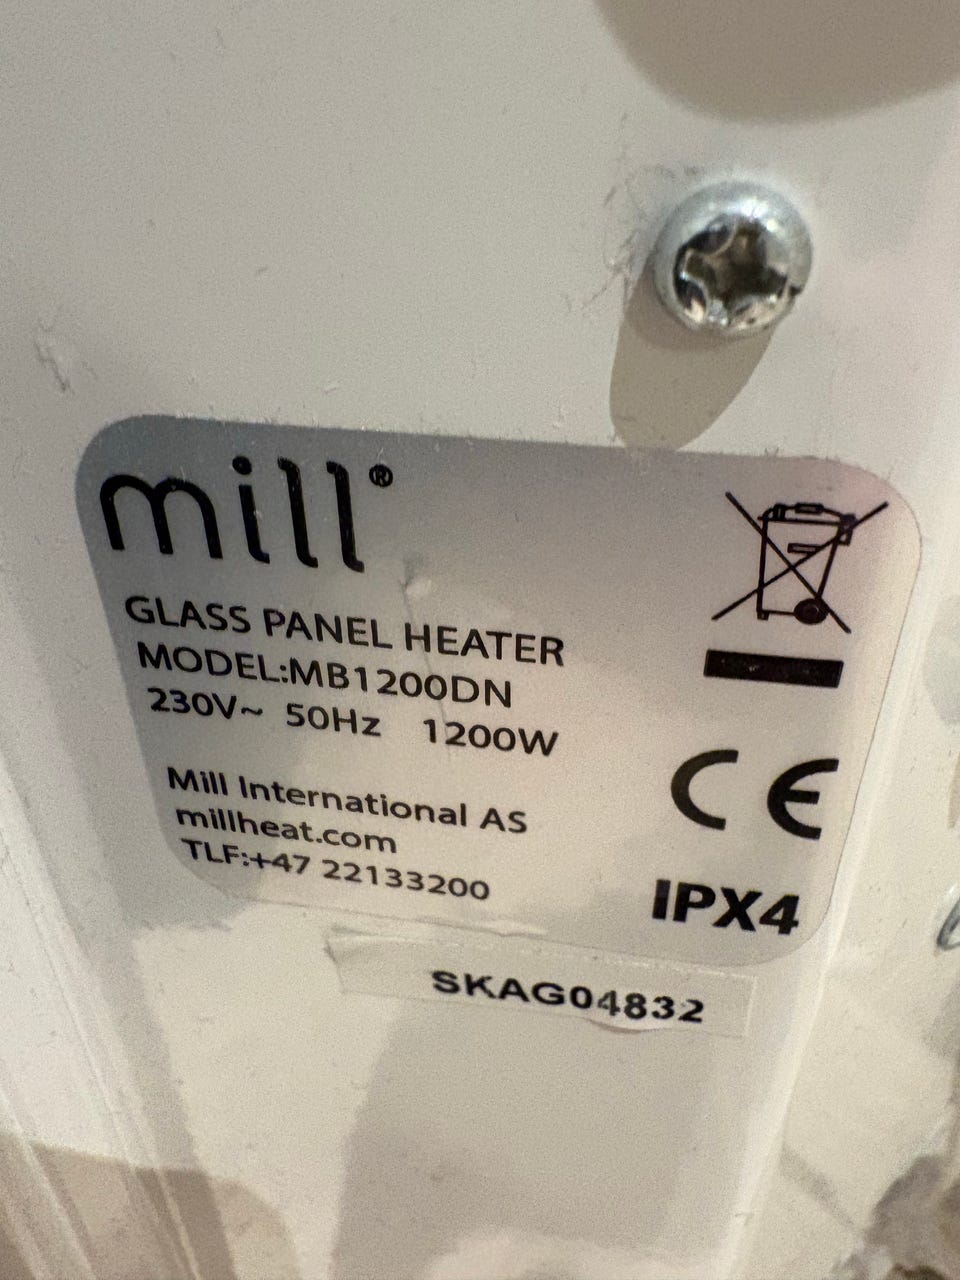 mill®
GLASS PANEL HEATER
MODEL:MB1200DN
230V~ 50Hz 1200W
Mill International AS
millheat.com
TLF:+47 22133200
CE
IPX4
SKAG04832